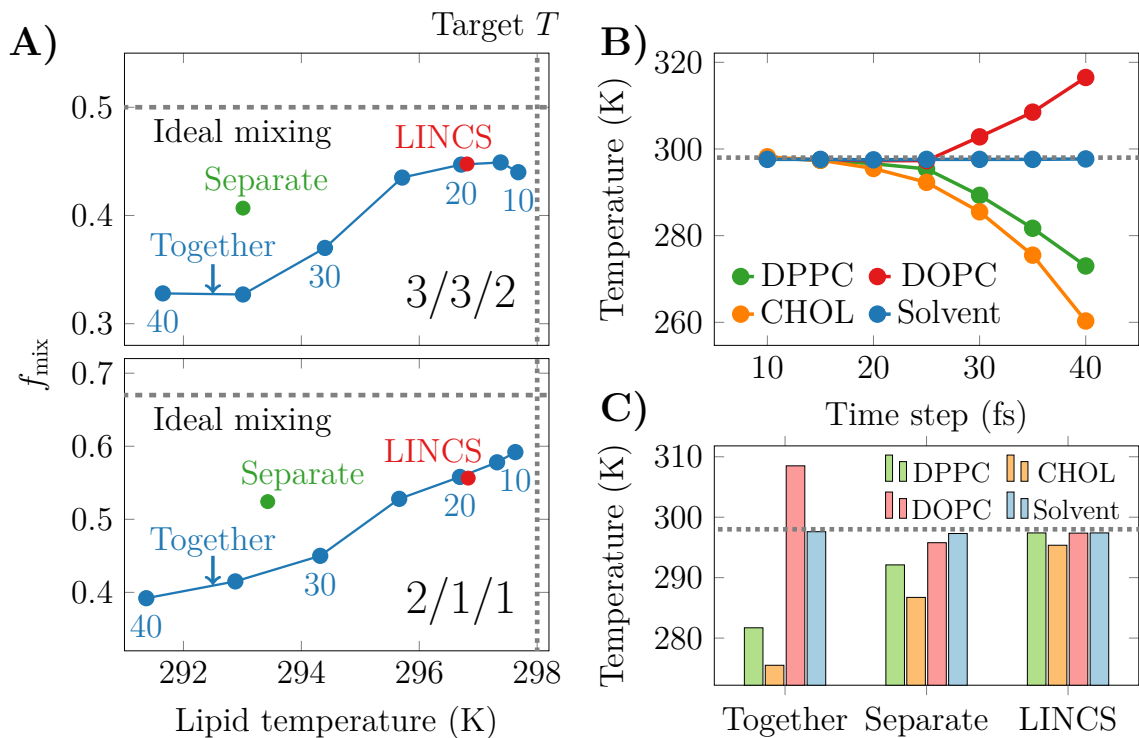 A)
Target T
0.5
Ideal mixing
LINCS
Separate
0.4
20
10
Together
30
3/3/2
40
0.3
f_mix
0.7
Ideal mixing
0.6
LINCS
Separate
10
20
0.5
Together
30
2/1/1
0.4
40
292
294
296
298
Lipid temperature (K)
B)
Temperature (K)
320
300
280
260
DPPC
DOPC
CHOL
Solvent
10
20
30
40
Time step (fs)
C)
Temperature (K)
310
300
290
280
DPPC
CHOL
DOPC
Solvent
Together
Separate
LINCS